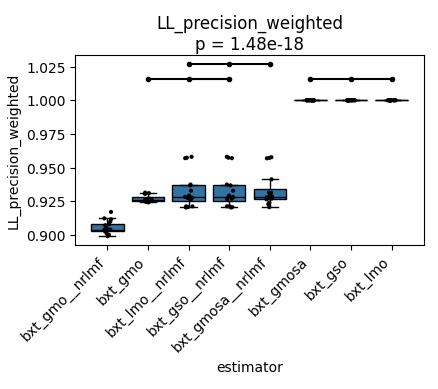 LL_precision_weighted
p = 1.48e-18
LL_precision_weighted
1.025
1.000
0.975
0.950
0.925
0.900
bxt_gmo__nrlmf
bxt_gmo
bxt_lmo__nrlmf
bxt_gso__nrlmf
bxt_gmosa__nrlmf
bxt_gmosa
bxt_gso
bxt_lmo
estimator